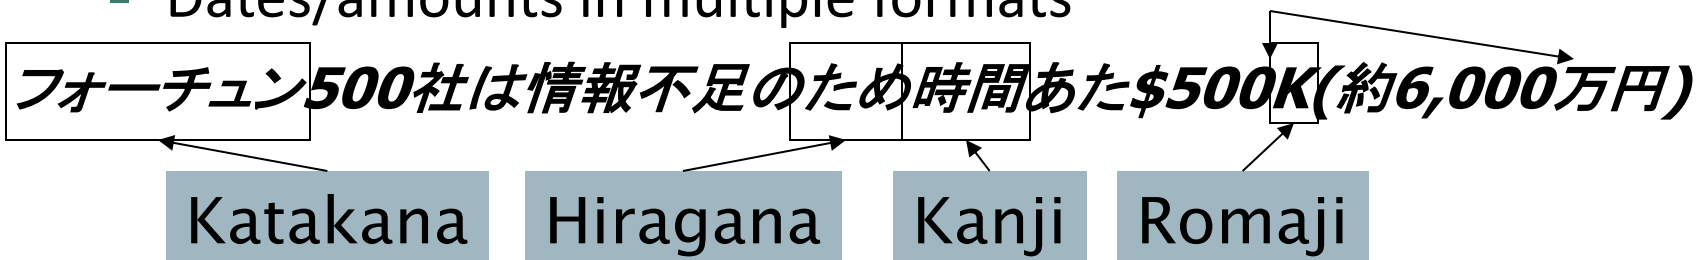 Dates/amounts in multiple formats
フォーチュン500社は情報不足のため時間あた$500K(約6,000万円)
Katakana Hiragana Kanji Romaji